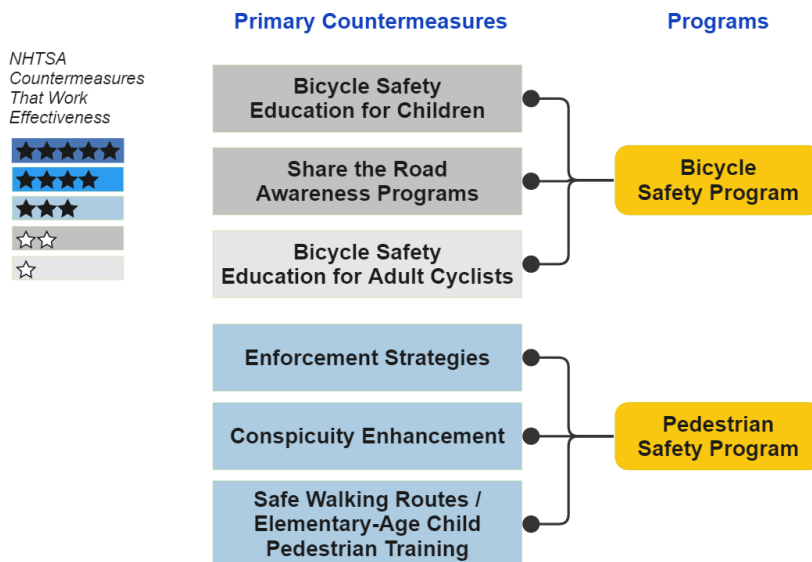 Primary Countermeasures
Programs
NHTSA
Countermeasures
That Work
Effectiveness
Bicycle Safety
Education for Children
Share the Road
Awareness Programs
Bicycle Safety
Education for Adult Cyclists
Bicycle
Safety Program
Enforcement Strategies
Conspicuity Enhancement
Safe Walking Routes /
Elementary-Age Child
Pedestrian Training
Pedestrian
Safety Program